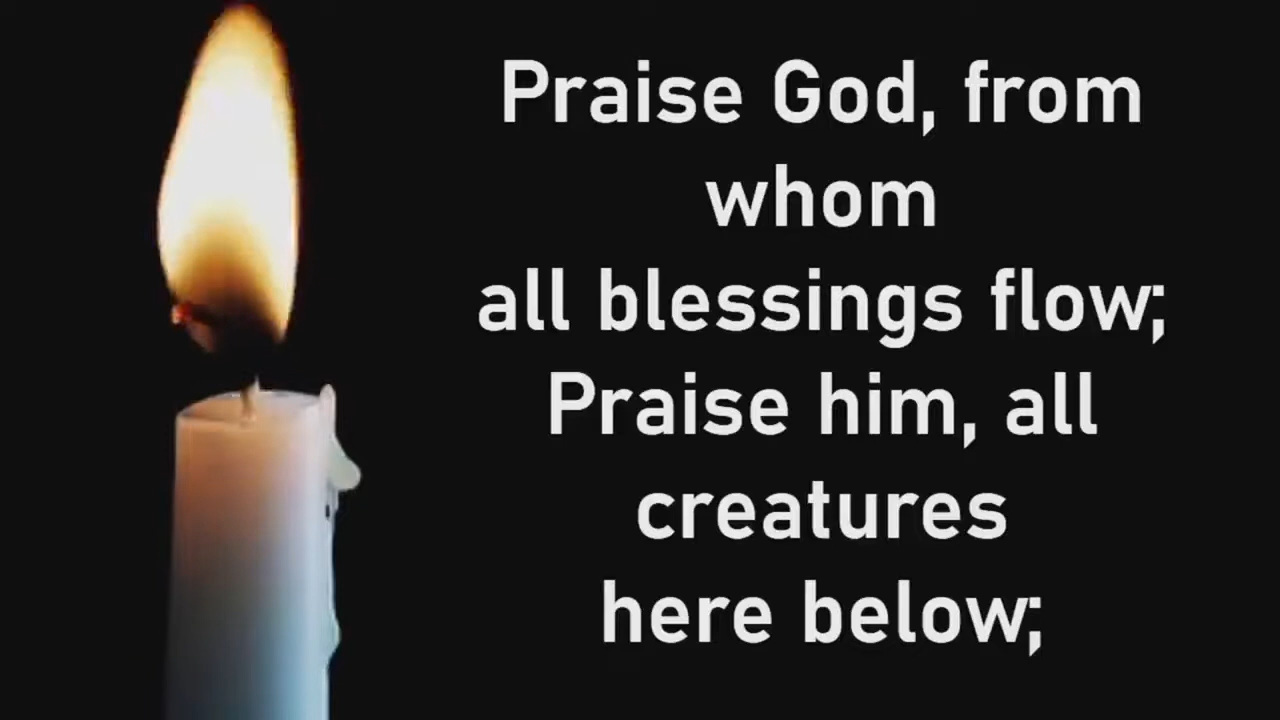 Praise God, from
whom
all blessings flow;
Praise him, all
creatures
here below;